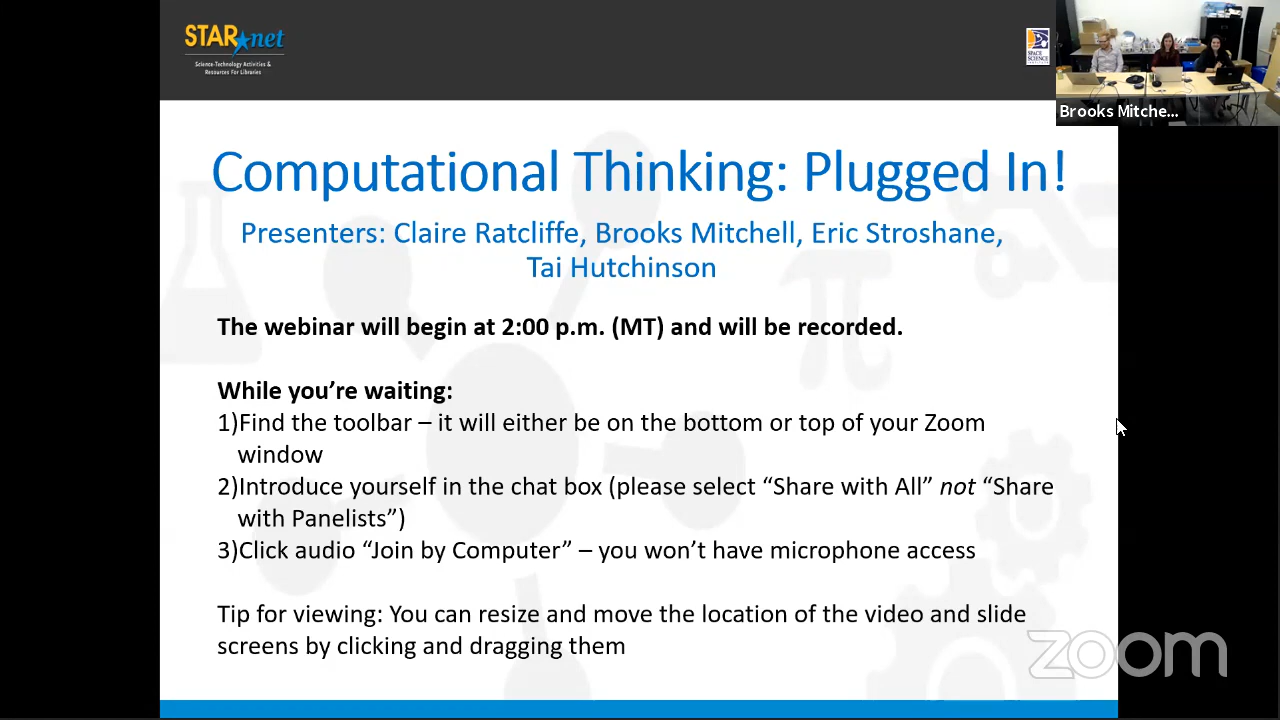 STAR net
Science-Technology Activities &
Resources For Libraries
SPACE
SCIENCE
INSTITUTE
Brooks Mitche...
Computational Thinking: Plugged In!
Presenters: Claire Ratcliffe, Brooks Mitchell, Eric Stroshane,
Tai Hutchinson
The webinar will begin at 2:00 p.m. (MT) and will be recorded.
While you’re waiting:
1)Find the toolbar – it will either be on the bottom or top of your Zoom
window
2)Introduce yourself in the chat box (please select “Share with All” not “Share
with Panelists”)
3)Click audio “Join by Computer” – you won’t have microphone access
Tip for viewing: You can resize and move the location of the video and slide
screens by clicking and dragging them
zoom